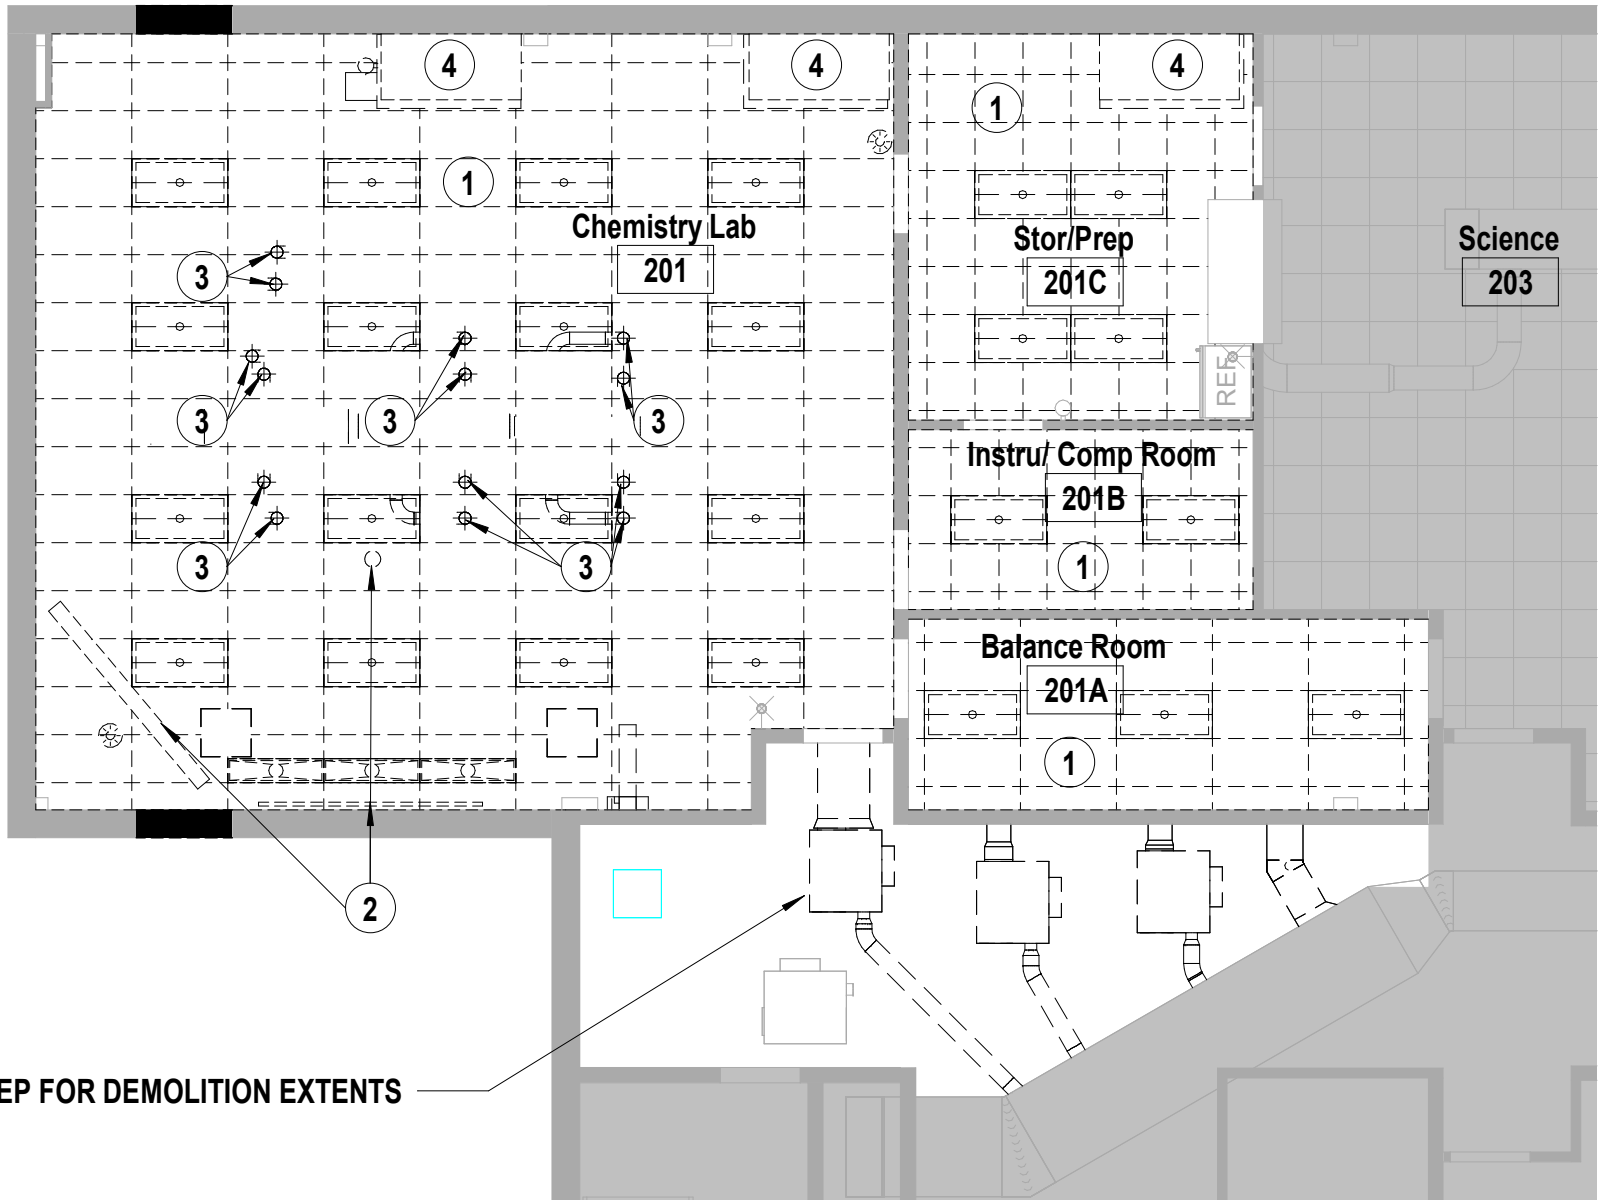 4
4
4
1
1
Chemistry Lab
201
Stor/Prep
201C
Science
203
3
REF
3
3
3
Instru/ Comp Room
201B
3
3
1
Balance Room
201A
1
2
EP FOR DEMOLITION EXTENTS